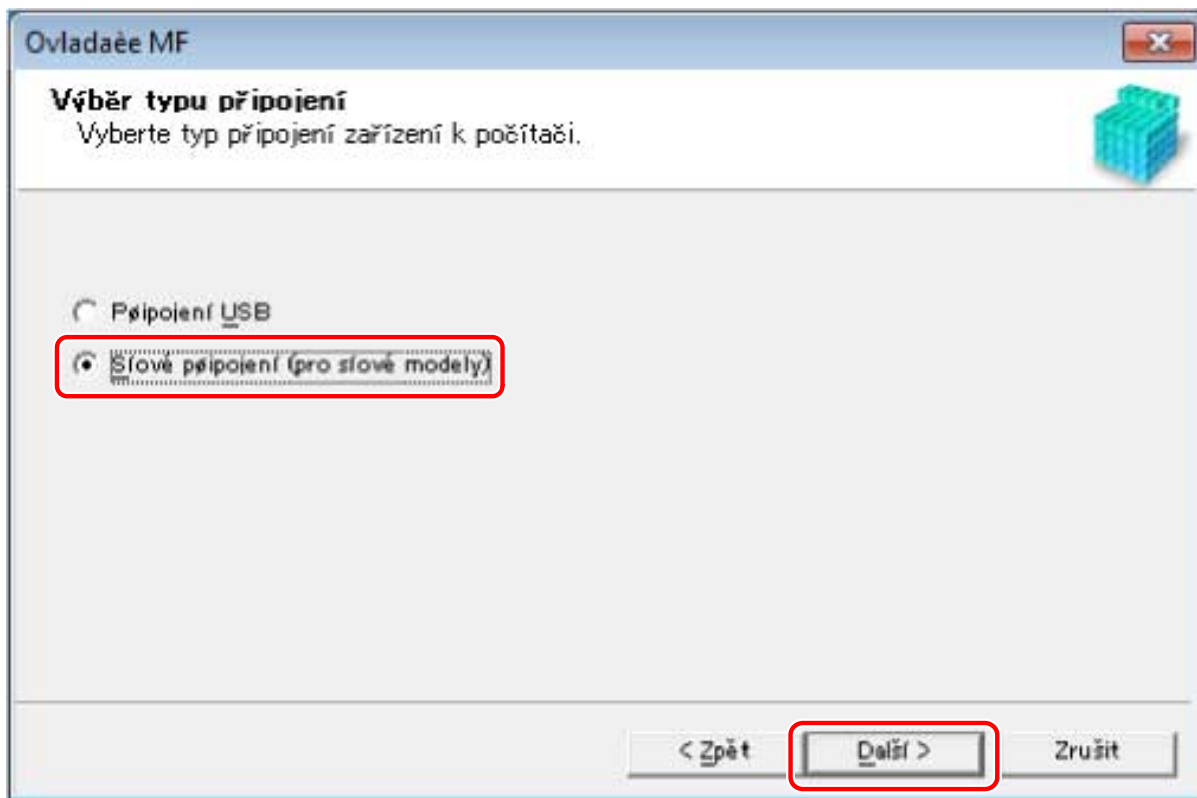 Ovladaèe MF
Výběr typu připojení
Vyberte typ připojení zařízení k počítači.
Pøipojení USB
Síové pøipojení (pro síové modely)
< Zpět
Další >
Zrušit